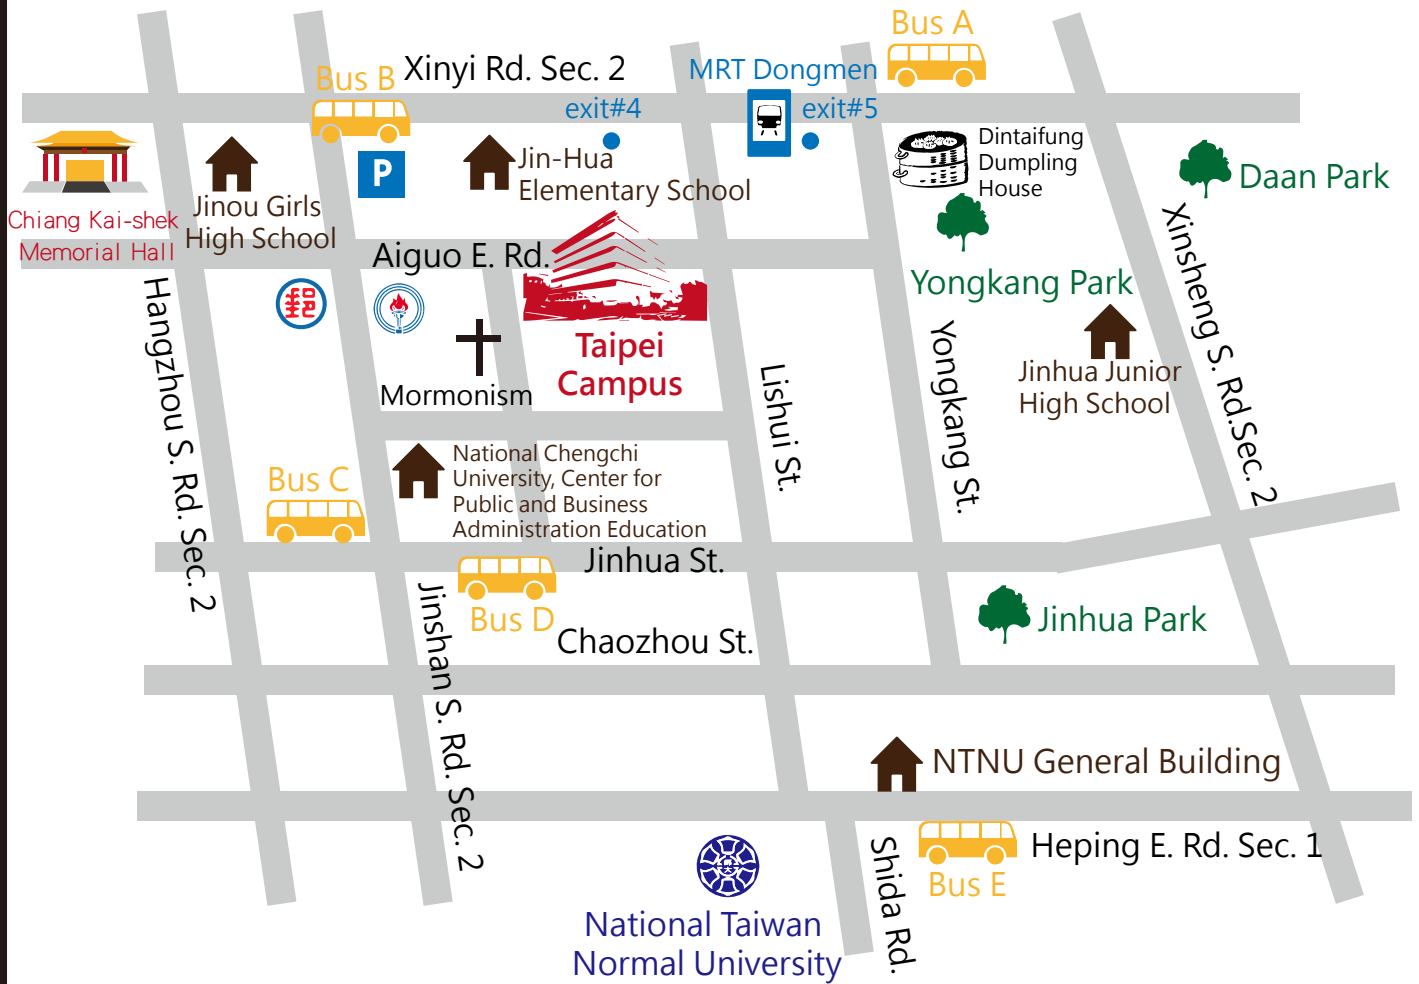 Bus A
Bus B
Xinyi Rd. Sec. 2
MRT Dongmen
exit#4
exit#5
P
Jin-Hua
Elementary School
Dintaifung
Dumpling
House
Daan Park
Chiang Kai-shek
Memorial Hall
Jinou Girls
High School
Aiguo E. Rd.
Yongkang Park
Xinsheng S. Rd.Sec. 2
Hangzhou S. Rd. Sec. 2
Taipei
Campus
Mormonism
Lishui St.
Yongkang St.
Jinhua Junior
High School
National Chengchi
University, Center for
Public and Business
Administration Education
Bus C
Jinhua St.
Bus D
Jinshan S. Rd. Sec. 2
Chaozhou St.
Jinhua Park
NTNU General Building
Heping E. Rd. Sec. 1
Bus E
Shida Rd.
National Taiwan
Normal University